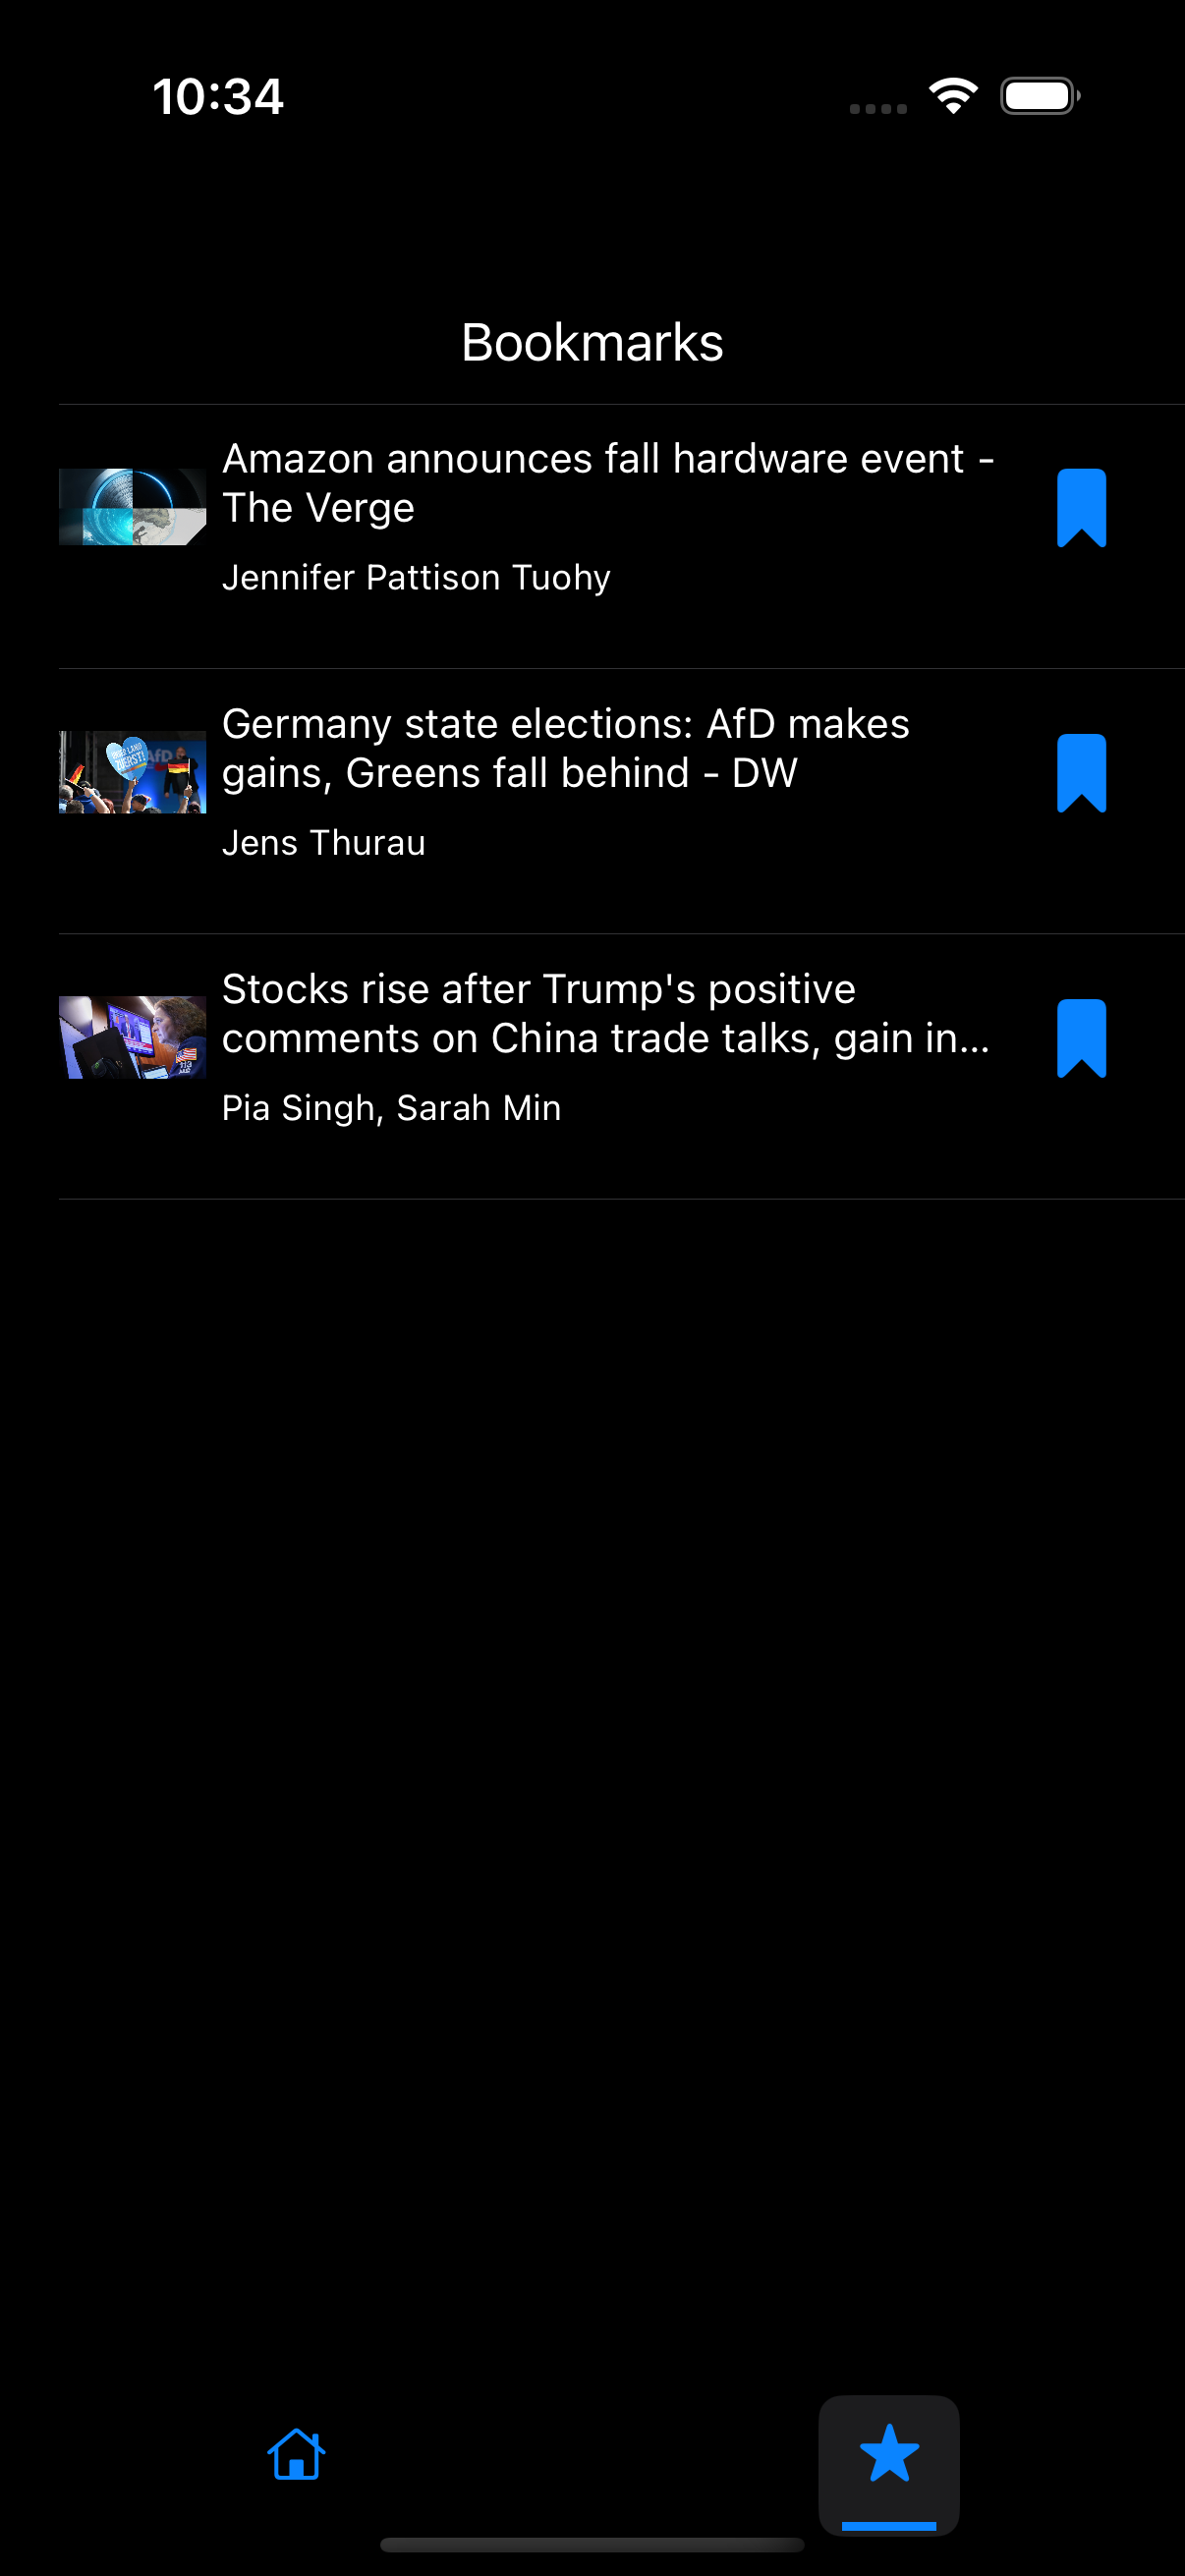 10:34
Bookmarks
Amazon announces fall hardware event -
The Verge
Jennifer Pattison Tuohy
Germany state elections: AfD makes
gains, Greens fall behind - DW
Jens Thurau
Stocks rise after Trump's positive
comments on China trade talks, gain in...
Pia Singh, Sarah Min